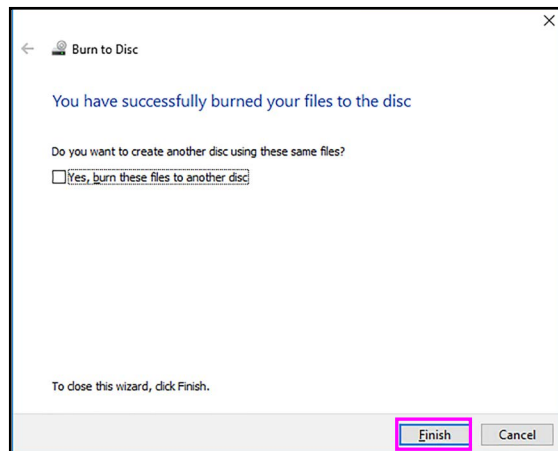 Burn to Disc
You have successfully burned your files to the disc
Do you want to create another disc using these same files?
Yes, burn these files to another disc
To close this wizard, click Finish.
Finish
Cancel